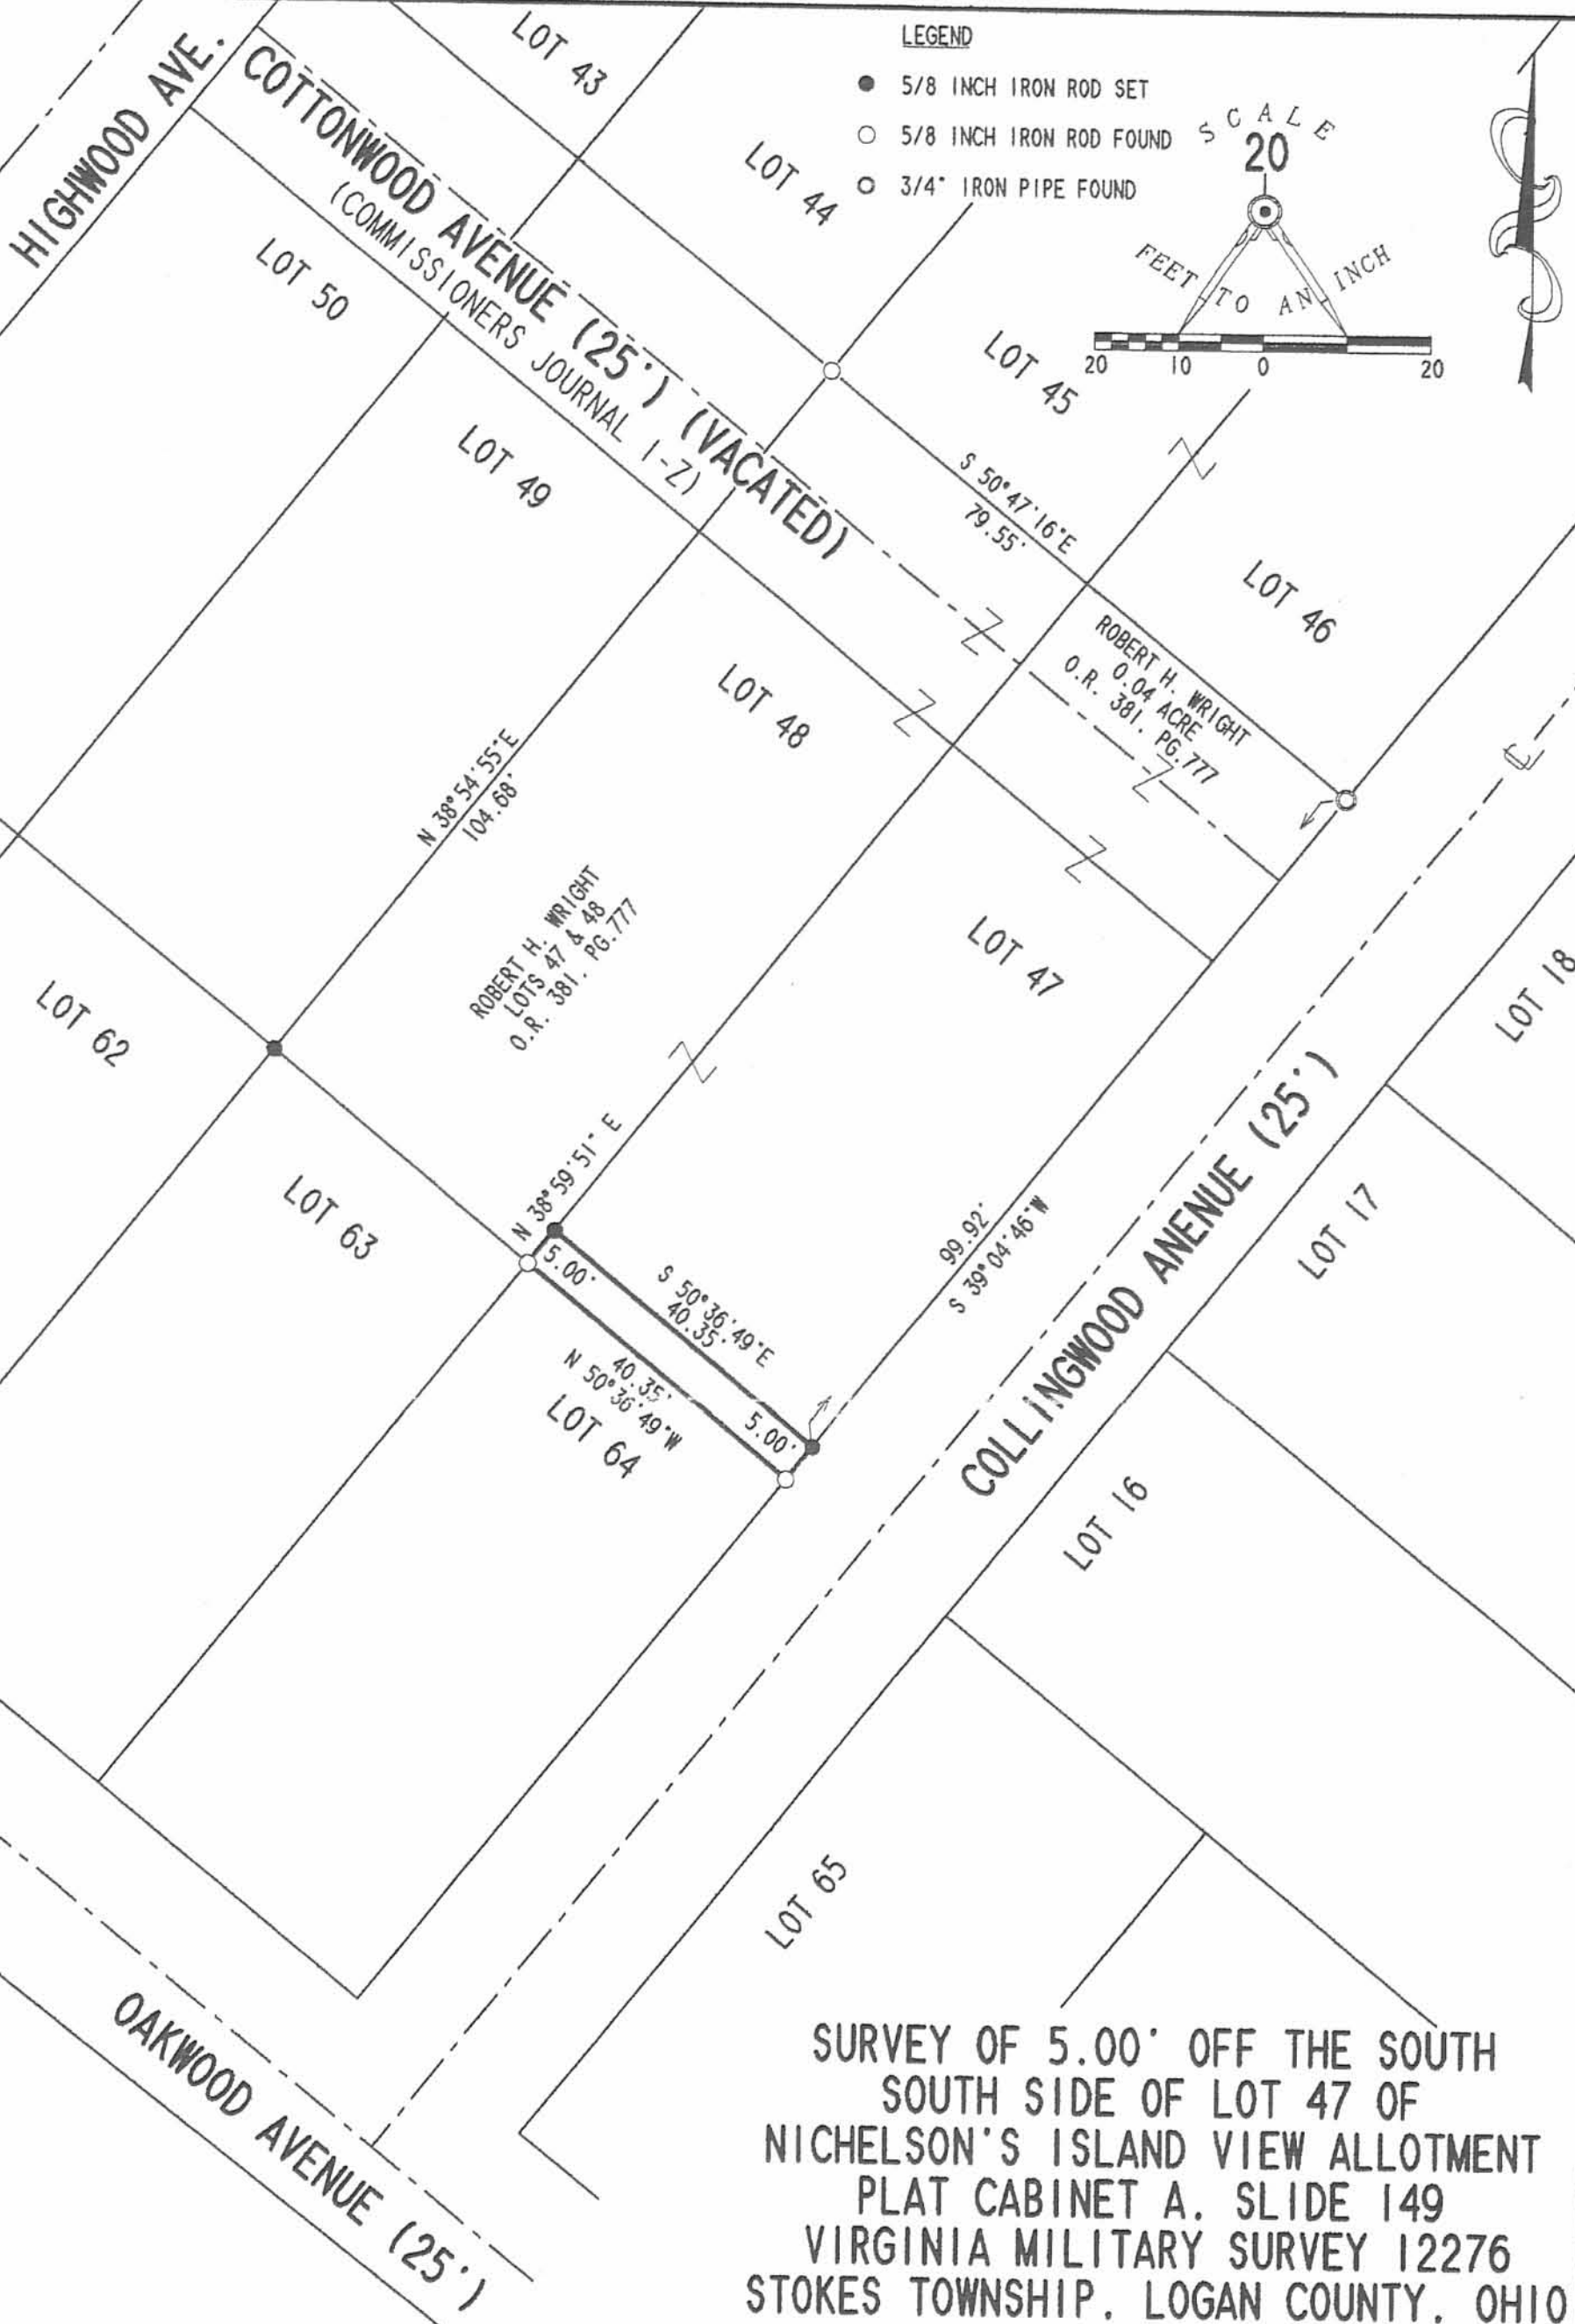 LEGEND
5/8 INCH IRON ROD SET
5/8 INCH IRON ROD FOUND
3/4" IRON PIPE FOUND
SCALE
20
FEET TO AN INCH
20 10 0 20
HIGHWOOD AVE.
COTTONWOOD AVENUE (25') (VACATED)
(COMMISSIONERS JOURNAL 1-Z)
LOT 43
LOT 44
LOT 45
LOT 46
LOT 50
LOT 49
LOT 48
LOT 47
S 50°47'16"E
79.55'
ROBERT H. WRIGHT
0.04 ACRE
O.R. 381, PG.777
N 38°54'55"E
104.68'
ROBERT H. WRIGHT
LOTS 47 & 48
O.R. 381, PG.777
LOT 62
LOT 63
LOT 64
N 38°59'51" E
5.00'
S 50°36'49"E
40.35'
40.35'
N 50°36'49"W
5.00'
99.92'
S 39°04'46"W
COLLINGWOOD ANENUE (25')
LOT 18
LOT 17
LOT 16
LOT 65
OAKWOOD AVENUE (25')
SURVEY OF 5.00' OFF THE SOUTH
SOUTH SIDE OF LOT 47 OF
NICHELSON'S ISLAND VIEW ALLOTMENT
PLAT CABINET A, SLIDE 149
VIRGINIA MILITARY SURVEY 12276
STOKES TOWNSHIP, LOGAN COUNTY, OHIO